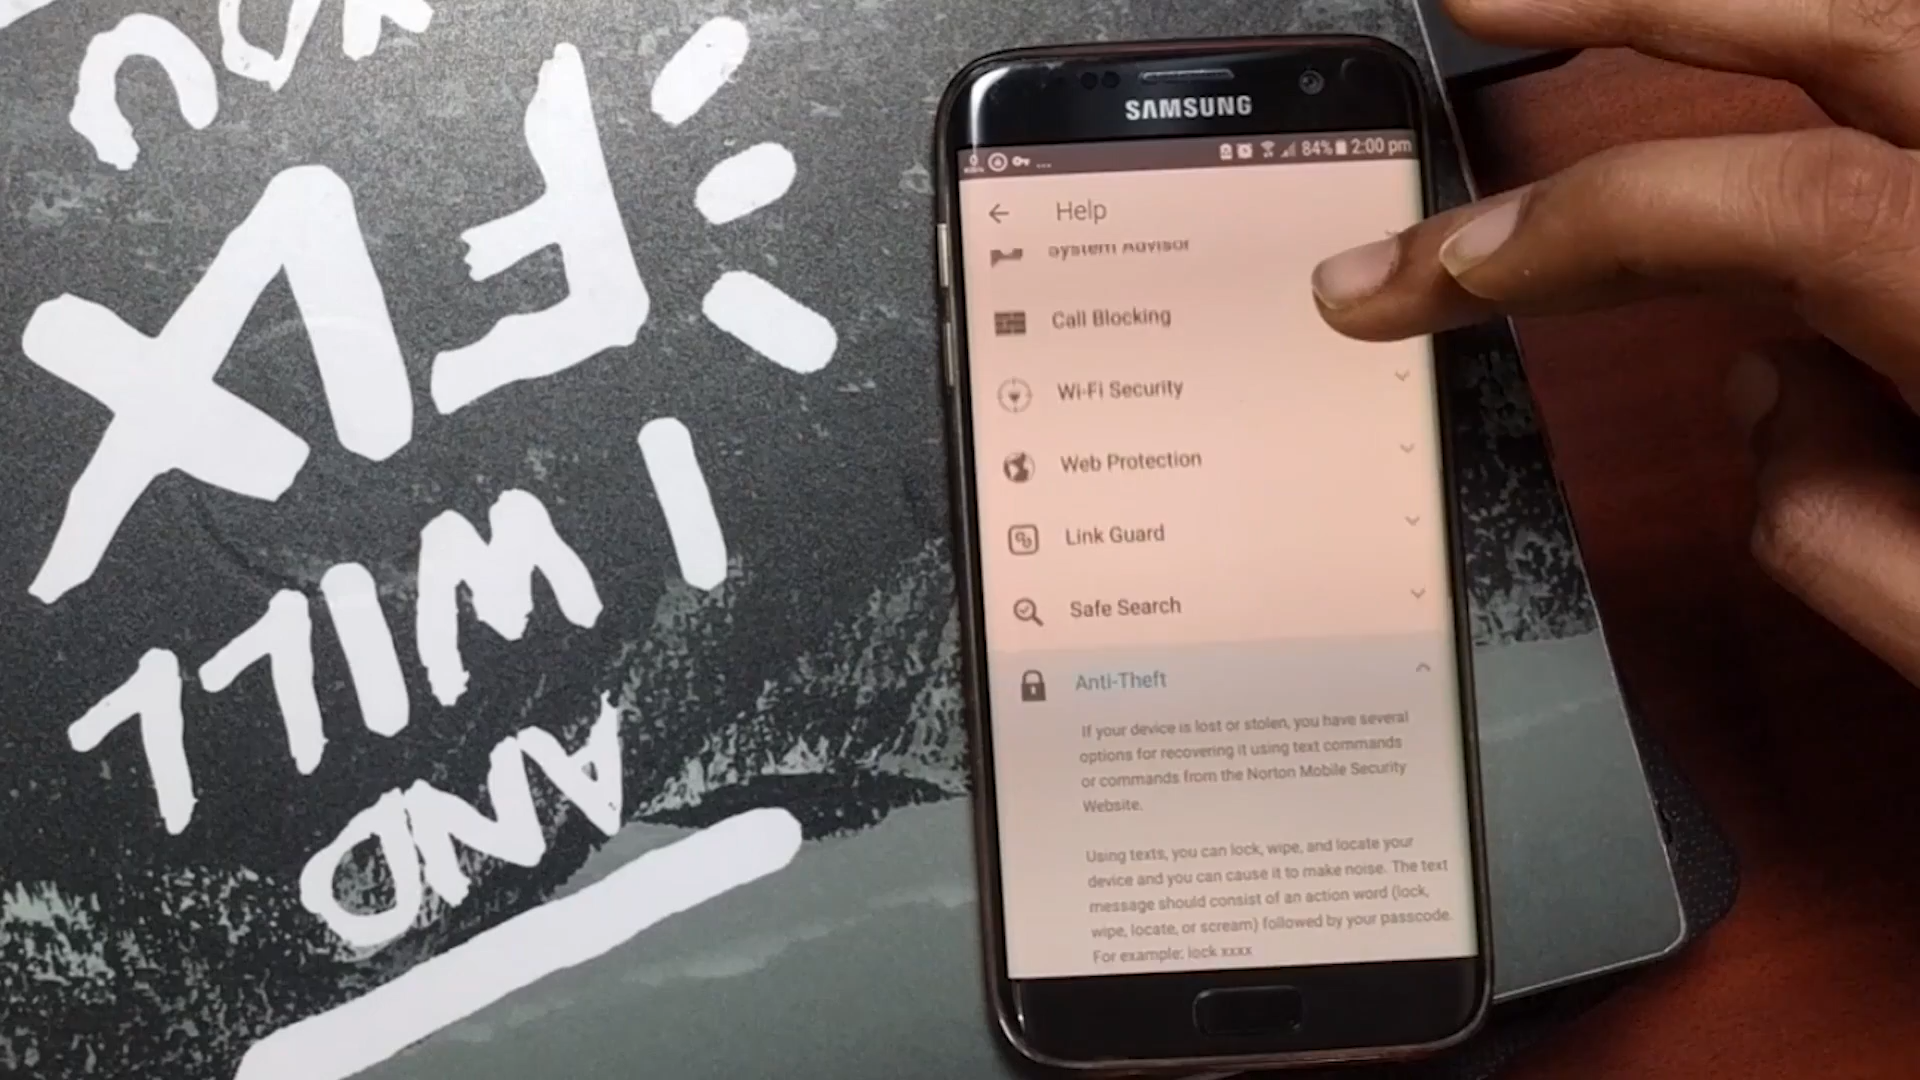 SAMSUNG
84% 2:00 pm
Help
System Advisor
Call Blocking
Wi-Fi Security
Web Protection
Link Guard
Safe Search
Anti-Theft
If your device is lost or stolen, you have several
options for recovering it using text commands
or commands from the Norton Mobile Security
Website.
Using texts, you can lock, wipe, and locate your
device and you can cause it to make noise. The text
message should consist of an action word (lock,
wipe, locate, or scream) followed by your passcode.
For example: lock xxxx
AND
I WILL